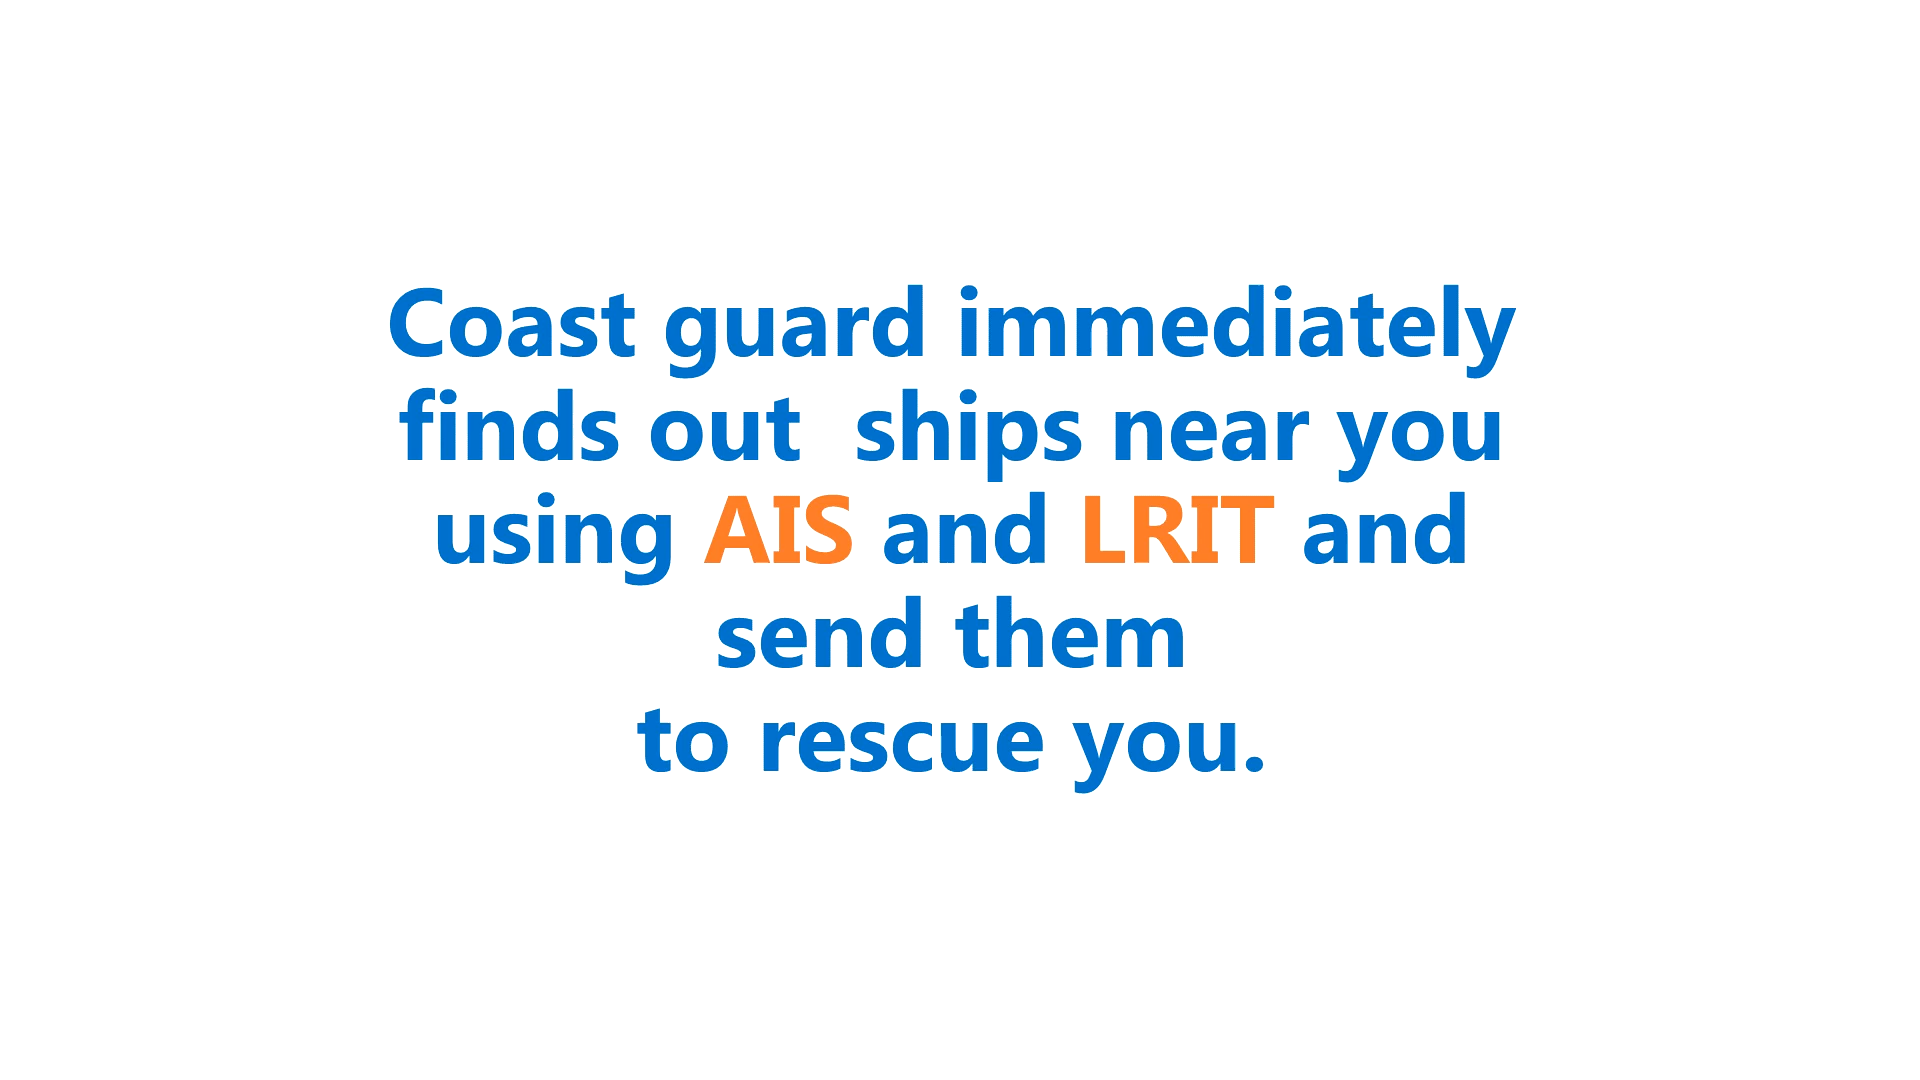 Coast guard immediately
finds out  ships near you
using AIS and LRIT and
send them
to rescue you.